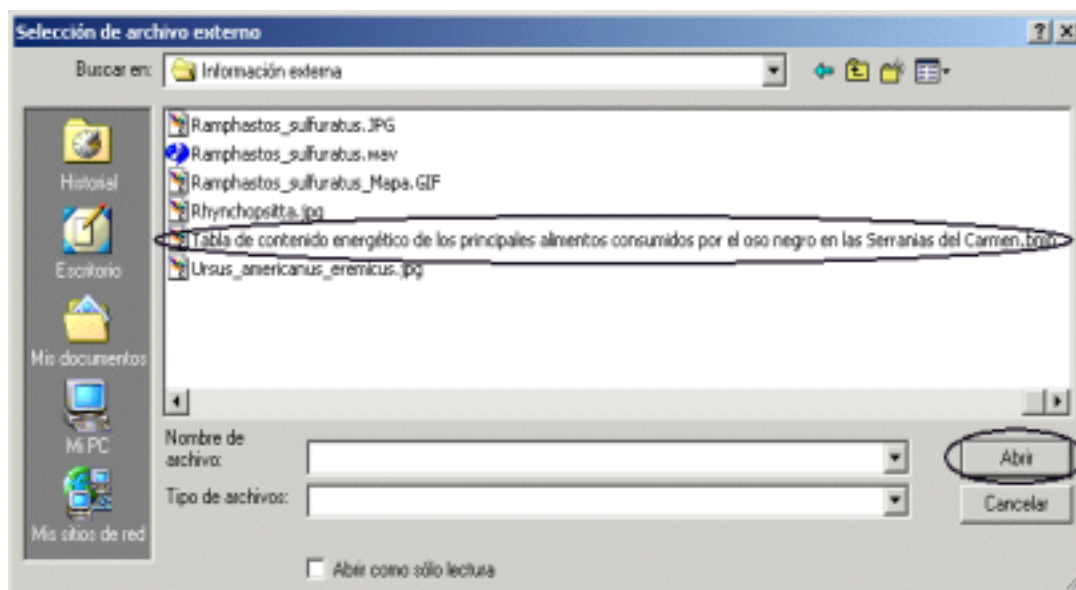 Selección de archivo externo
Buscar en: Información externa
Historial
Escritorio
Mis documentos
Mi PC
Mis sitios de red
Ramphastos_sulfuratus.JPG
Ramphastos_sulfuratus.wav
Ramphastos_sulfuratus_Mapa.GIF
Rhynchopsitta.jpg
Tabla de contenido energético de los principales alimentos consumidos por el oso negro en las Serranias del Carmen.bmp
Ursus_americanus_eremicus.jpg
Nombre de
archivo:
Abrir
Tipo de archivos:
Cancelar
Abrir como sólo lectura